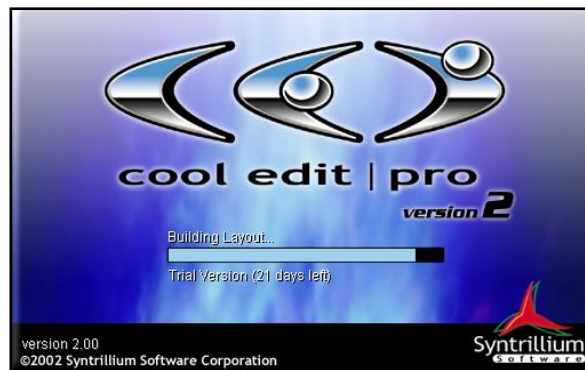 cool edit | pro
version 2
Building Layout...
Trial Version (21 days left)
version 2.00
©2002 Syntrillium Software Corporation
Syntrillium
Software